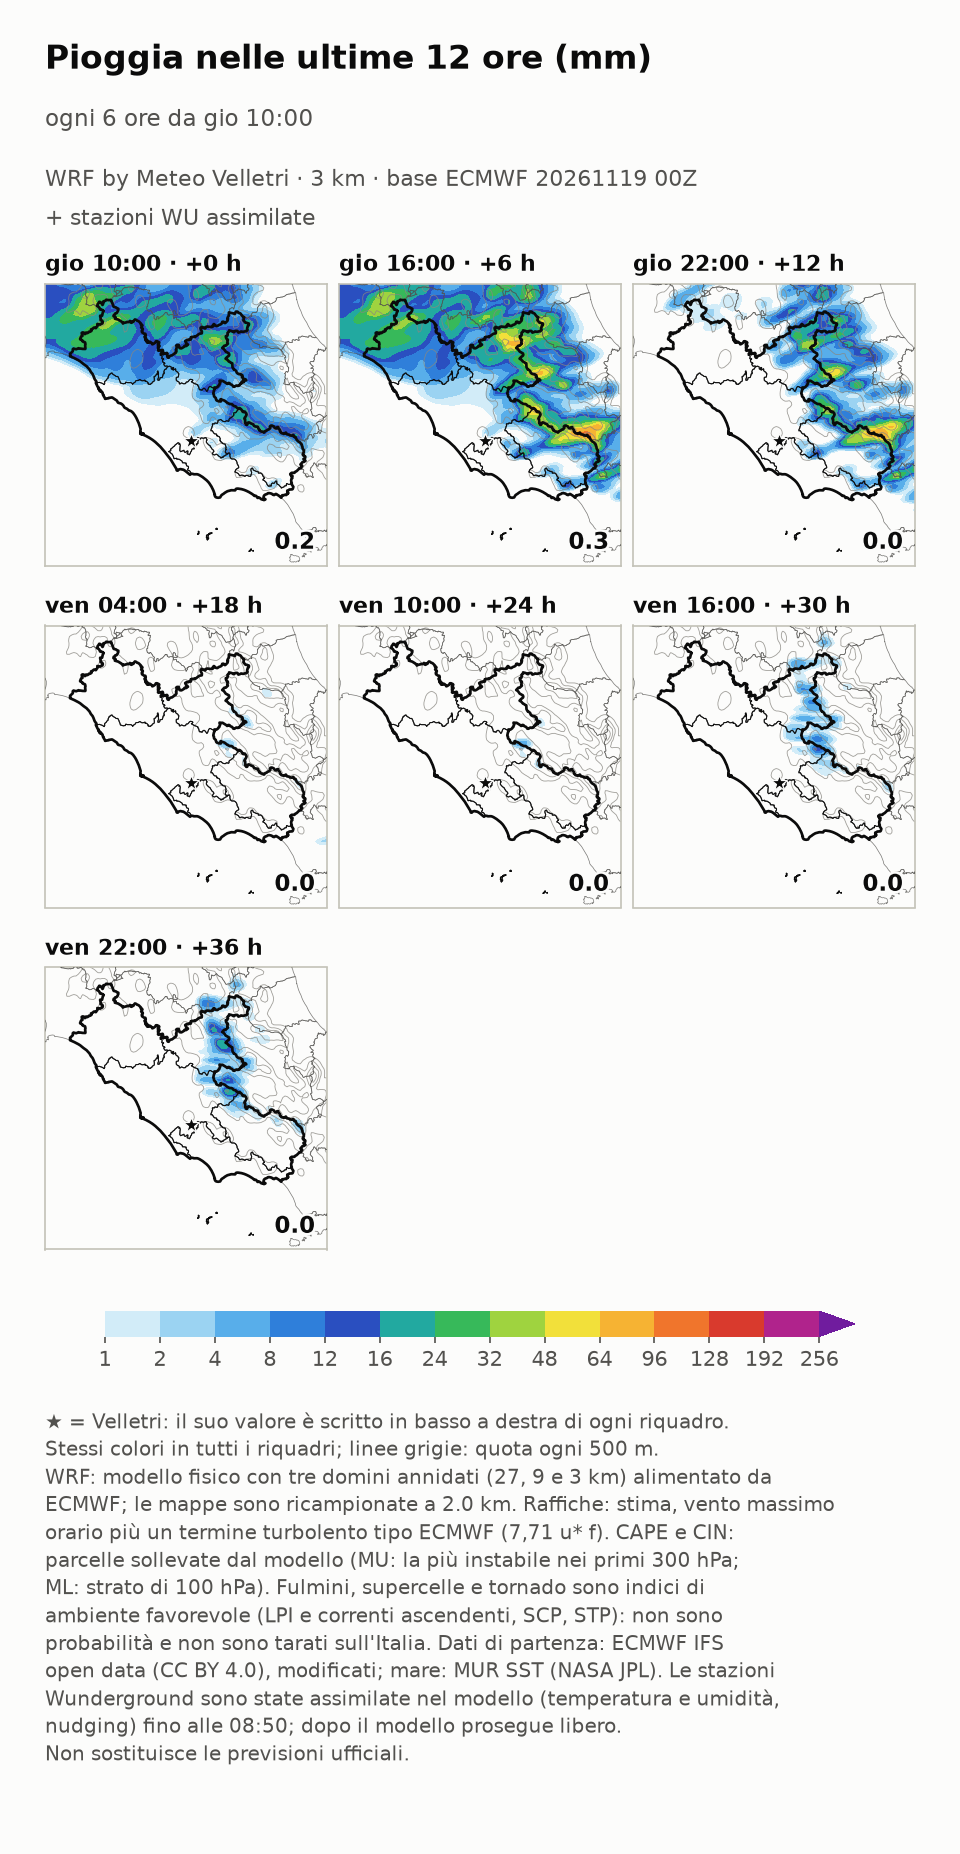 Pioggia nelle ultime 12 ore (mm)
ogni 6 ore da gio 10:00
WRF by Meteo Velletri · 3 km · base ECMWF 20261119 00Z
+ stazioni WU assimilate
gio 10:00 · +0 h
gio 16:00 · +6 h
gio 22:00 · +12 h
0.2
0.3
0.0
ven 04:00 · +18 h
ven 10:00 · +24 h
ven 16:00 · +30 h
0.0
0.0
0.0
ven 22:00 · +36 h
0.0
1 2 4 8 12 16 24 32 48 64 96 128 192 256
★ = Velletri: il suo valore è scritto in basso a destra di ogni riquadro.
Stessi colori in tutti i riquadri; linee grigie: quota ogni 500 m.
WRF: modello fisico con tre domini annidati (27, 9 e 3 km) alimentato da
ECMWF; le mappe sono ricampionate a 2.0 km. Raffiche: stima, vento massimo
orario più un termine turbolento tipo ECMWF (7,71 u* f). CAPE e CIN:
parcelle sollevate dal modello (MU: la più instabile nei primi 300 hPa;
ML: strato di 100 hPa). Fulmini, supercelle e tornado sono indici di
ambiente favorevole (LPI e correnti ascendenti, SCP, STP): non sono
probabilità e non sono tarati sull'Italia. Dati di partenza: ECMWF IFS
open data (CC BY 4.0), modificati; mare: MUR SST (NASA JPL). Le stazioni
Wunderground sono state assimilate nel modello (temperatura e umidità,
nudging) fino alle 08:50; dopo il modello prosegue libero.
Non sostituisce le previsioni ufficiali.